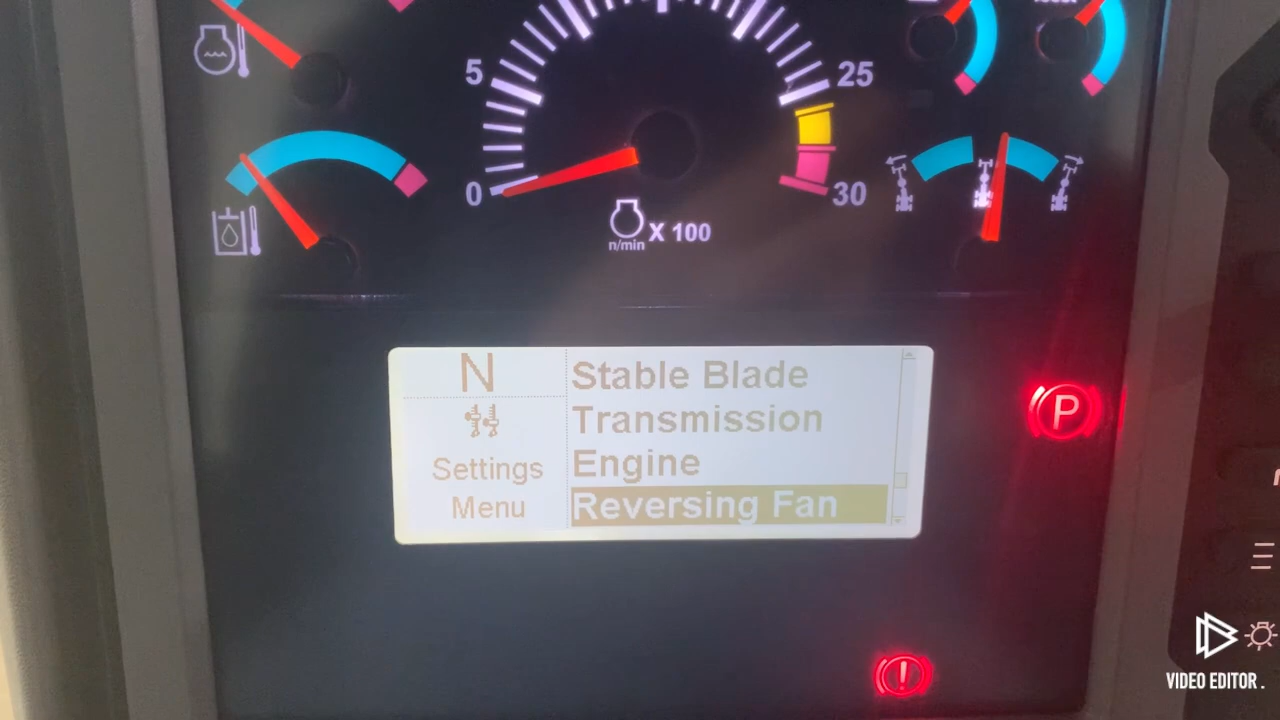 5
25
0
30
n/min
X 100
N
Settings
Menu
Stable Blade
Transmission
Engine
Reversing Fan
P
VIDEO EDITOR .